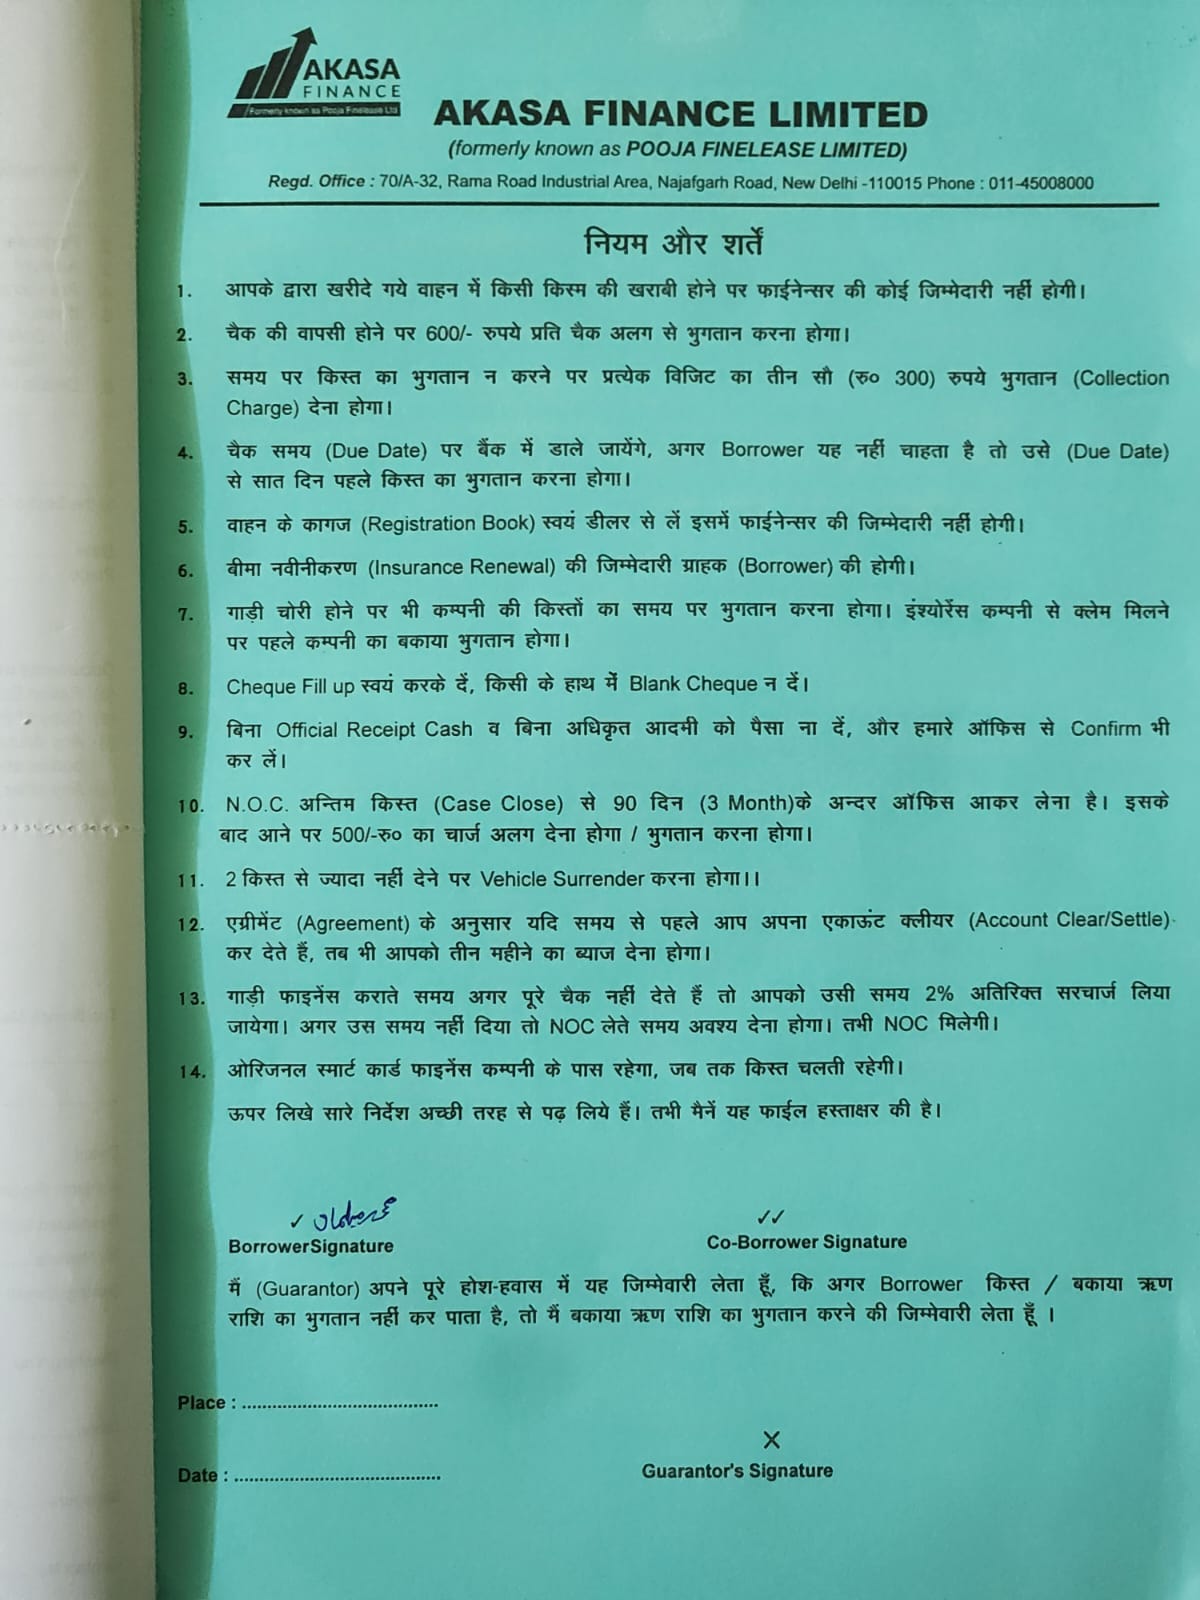 AKASA
FINANCE
Formerly known as Pooja Finelease Ltd
AKASA FINANCE LIMITED
(formerly known as POOJA FINELEASE LIMITED)
Regd. Office : 70/A-32, Rama Road Industrial Area, Najafgarh Road, New Delhi -110015 Phone : 011-45008000
नियम और शर्तें
1. आपके द्वारा खरीदे गये वाहन में किसी किस्म की खराबी होने पर फाईनेन्सर की कोई जिम्मेदारी नहीं होगी।
2. चैक की वापसी होने पर 600/- रुपये प्रति चैक अलग से भुगतान करना होगा।
3. समय पर किस्त का भुगतान न करने पर प्रत्येक विजिट का तीन सौ (रु० 300) रुपये भुगतान (Collection
Charge) देना होगा।
4. चैक समय (Due Date) पर बैंक में डाले जायेंगे, अगर Borrower यह नहीं चाहता है तो उसे (Due Date)
से सात दिन पहले किस्त का भुगतान करना होगा।
5. वाहन के कागज (Registration Book) स्वयं डीलर से लें इसमें फाईनेन्सर की जिम्मेदारी नहीं होगी।
6. बीमा नवीनीकरण (Insurance Renewal) की जिम्मेदारी ग्राहक (Borrower) की होगी।
7. गाड़ी चोरी होने पर भी कम्पनी की किस्तों का समय पर भुगतान करना होगा। इंश्योरेंस कम्पनी से क्लेम मिलने
पर पहले कम्पनी का बकाया भुगतान होगा।
8. Cheque Fill up स्वयं करके दें, किसी के हाथ में Blank Cheque न दें।
9. बिना Official Receipt Cash व बिना अधिकृत आदमी को पैसा ना दें, और हमारे ऑफिस से Confirm भी
कर लें।
10. N.O.C. अन्तिम किस्त (Case Close) से 90 दिन (3 Month)के अन्दर ऑफिस आकर लेना है। इसके
बाद आने पर 500/-रु० का चार्ज अलग देना होगा / भुगतान करना होगा।
11. 2 किस्त से ज्यादा नहीं देने पर Vehicle Surrender करना होगा।।
12. एग्रीमेंट (Agreement) के अनुसार यदि समय से पहले आप अपना एकाऊंट क्लीयर (Account Clear/Settle)
कर देते हैं, तब भी आपको तीन महीने का ब्याज देना होगा।
13. गाड़ी फाइनेंस कराते समय अगर पूरे चैक नहीं देते हैं तो आपको उसी समय 2% अतिरिक्त सरचार्ज लिया
जायेगा। अगर उस समय नहीं दिया तो NOC लेते समय अवश्य देना होगा। तभी NOC मिलेगी।
14. ओरिजनल स्मार्ट कार्ड फाइनेंस कम्पनी के पास रहेगा, जब तक किस्त चलती रहेगी।
ऊपर लिखे सारे निर्देश अच्छी तरह से पढ़ लिये हैं। तभी मैनें यह फाईल हस्ताक्षर की है।
✓
✓✓
BorrowerSignature
Co-Borrower Signature
मैं (Guarantor) अपने पूरे होश-हवास में यह जिम्मेवारी लेता हूँ, कि अगर Borrower किस्त / बकाया ऋण
राशि का भुगतान नहीं कर पाता है, तो मैं बकाया ऋण राशि का भुगतान करने की जिम्मेवारी लेता हूँ ।
Place : .......................................
X
Date : .........................................
Guarantor's Signature